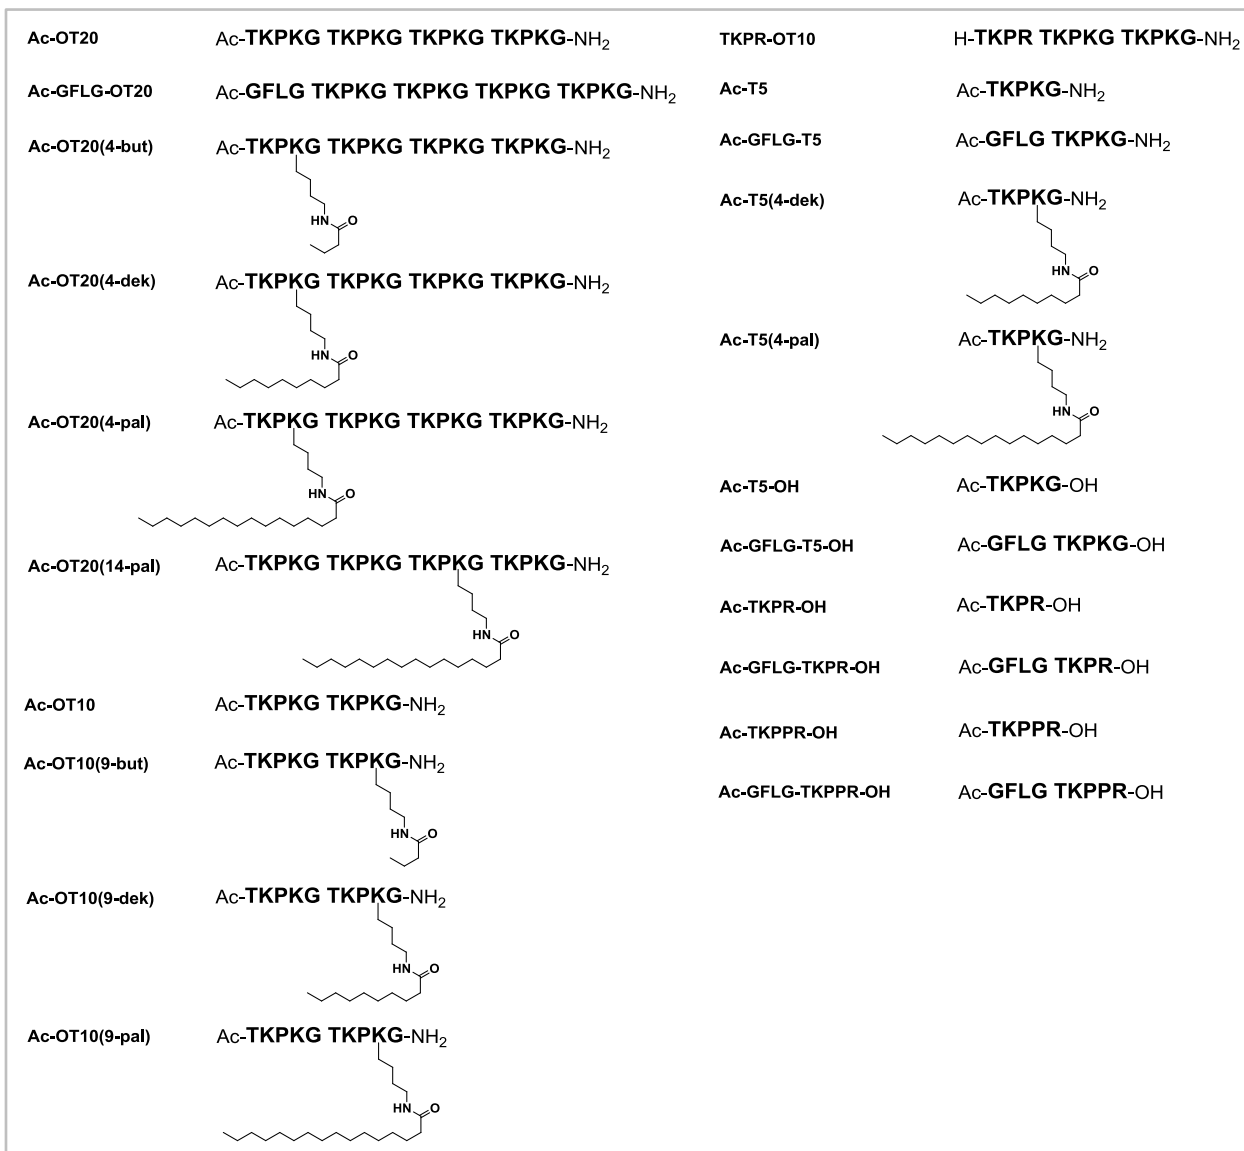 Ac-OT20 Ac-TKPKG TKPKG TKPKG TKPKG-NH2
Ac-GFLG-OT20 Ac-GFLG TKPKG TKPKG TKPKG TKPKG-NH2
Ac-OT20(4-but) Ac-TKPKG TKPKG TKPKG TKPKG-NH2
HN O
Ac-OT20(4-dek) Ac-TKPKG TKPKG TKPKG TKPKG-NH2
HN O
Ac-OT20(4-pal) Ac-TKPKG TKPKG TKPKG TKPKG-NH2
HN O
Ac-OT20(14-pal) Ac-TKPKG TKPKG TKPKG TKPKG-NH2
HN O
Ac-OT10 Ac-TKPKG TKPKG-NH2
Ac-OT10(9-but) Ac-TKPKG TKPKG-NH2
HN O
Ac-OT10(9-dek) Ac-TKPKG TKPKG-NH2
HN O
Ac-OT10(9-pal) Ac-TKPKG TKPKG-NH2
HN O
TKPR-OT10 H-TKPR TKPKG TKPKG-NH2
Ac-T5 Ac-TKPKG-NH2
Ac-GFLG-T5 Ac-GFLG TKPKG-NH2
Ac-T5(4-dek) Ac-TKPKG-NH2
HN O
Ac-T5(4-pal) Ac-TKPKG-NH2
HN O
Ac-T5-OH Ac-TKPKG-OH
Ac-GFLG-T5-OH Ac-GFLG TKPKG-OH
Ac-TKPR-OH Ac-TKPR-OH
Ac-GFLG-TKPR-OH Ac-GFLG TKPR-OH
Ac-TKPPR-OH Ac-TKPPR-OH
Ac-GFLG-TKPPR-OH Ac-GFLG TKPPR-OH